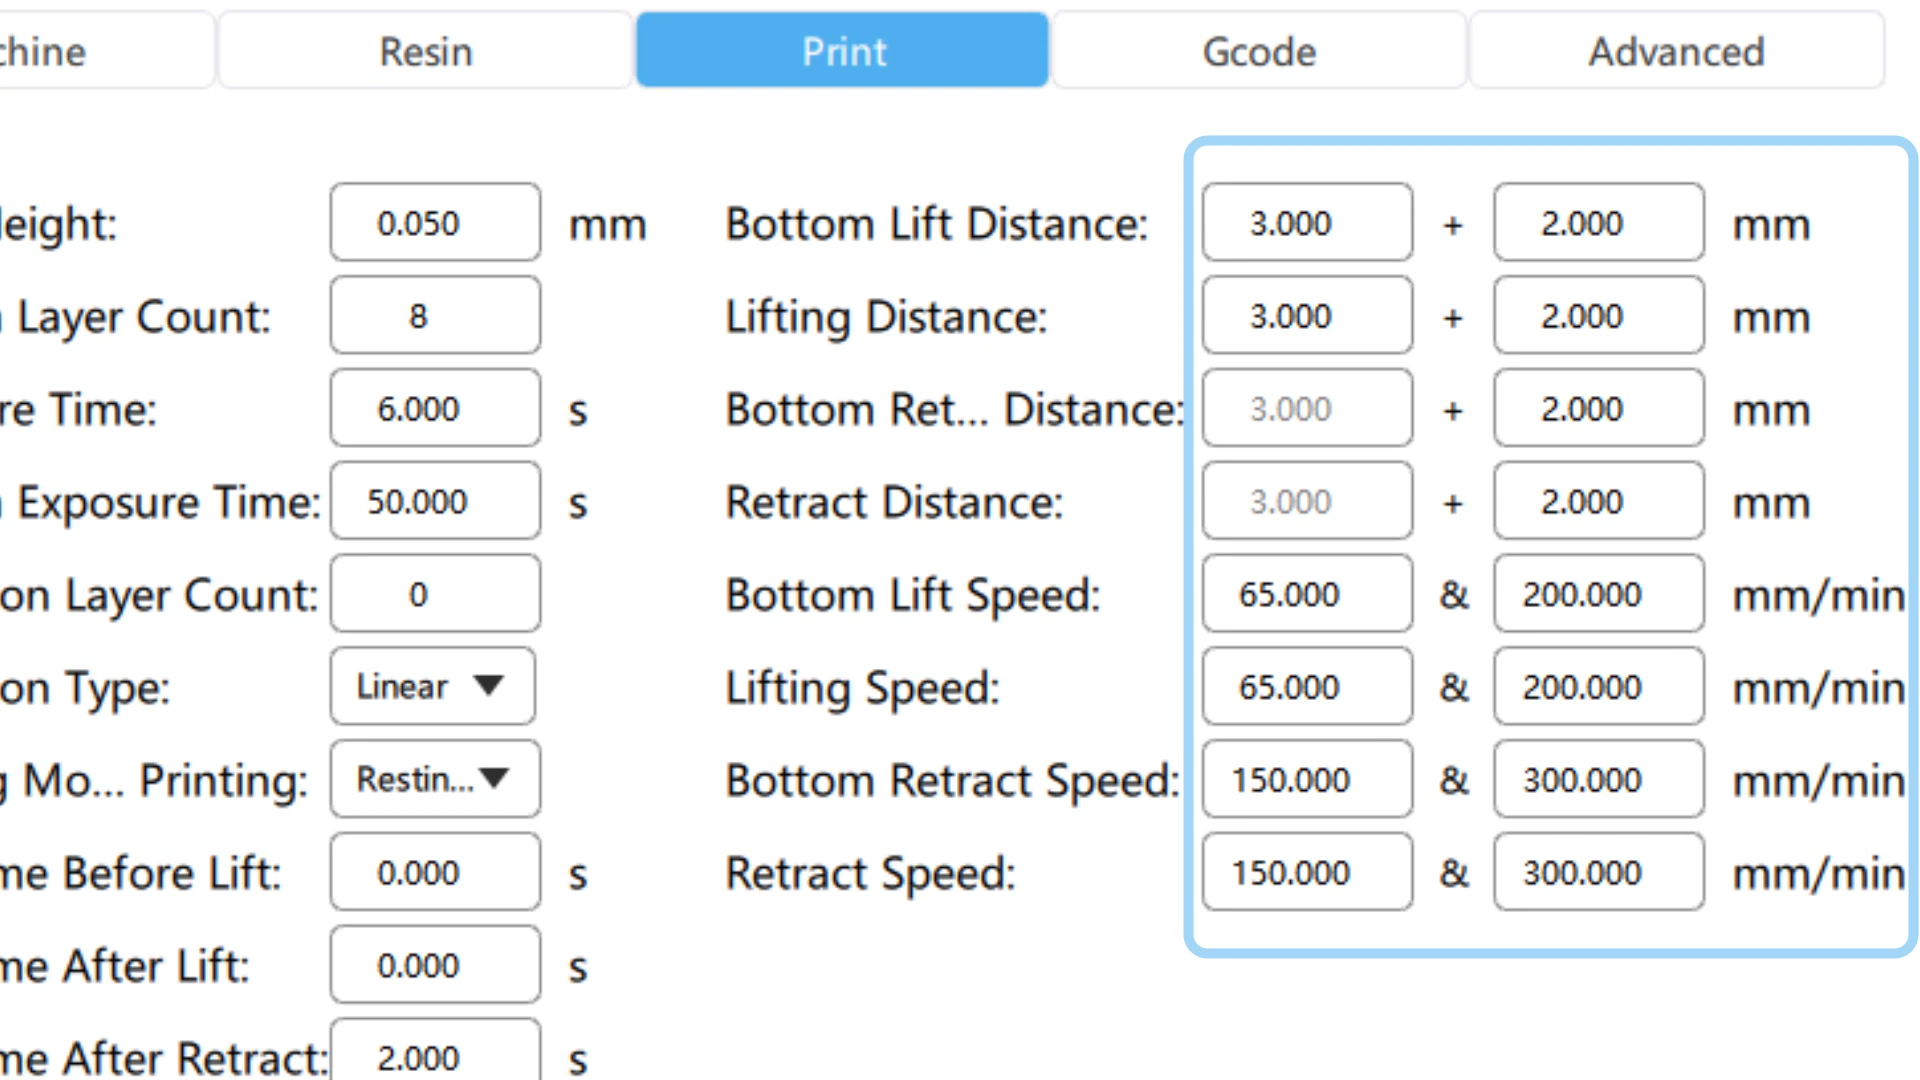 chine Resin Print Gcode Advanced
eight: 0.050 mm Bottom Lift Distance: 3.000 + 2.000 mm
Layer Count: 8 Lifting Distance: 3.000 + 2.000 mm
re Time: 6.000 s Bottom Ret... Distance: 3.000 + 2.000 mm
Exposure Time: 50.000 s Retract Distance: 3.000 + 2.000 mm
on Layer Count: 0 Bottom Lift Speed: 65.000 & 200.000 mm/min
on Type: Linear Lifting Speed: 65.000 & 200.000 mm/min
g Mo... Printing: Restin... Bottom Retract Speed: 150.000 & 300.000 mm/min
me Before Lift: 0.000 s Retract Speed: 150.000 & 300.000 mm/min
me After Lift: 0.000 s
me After Retract: 2.000 s